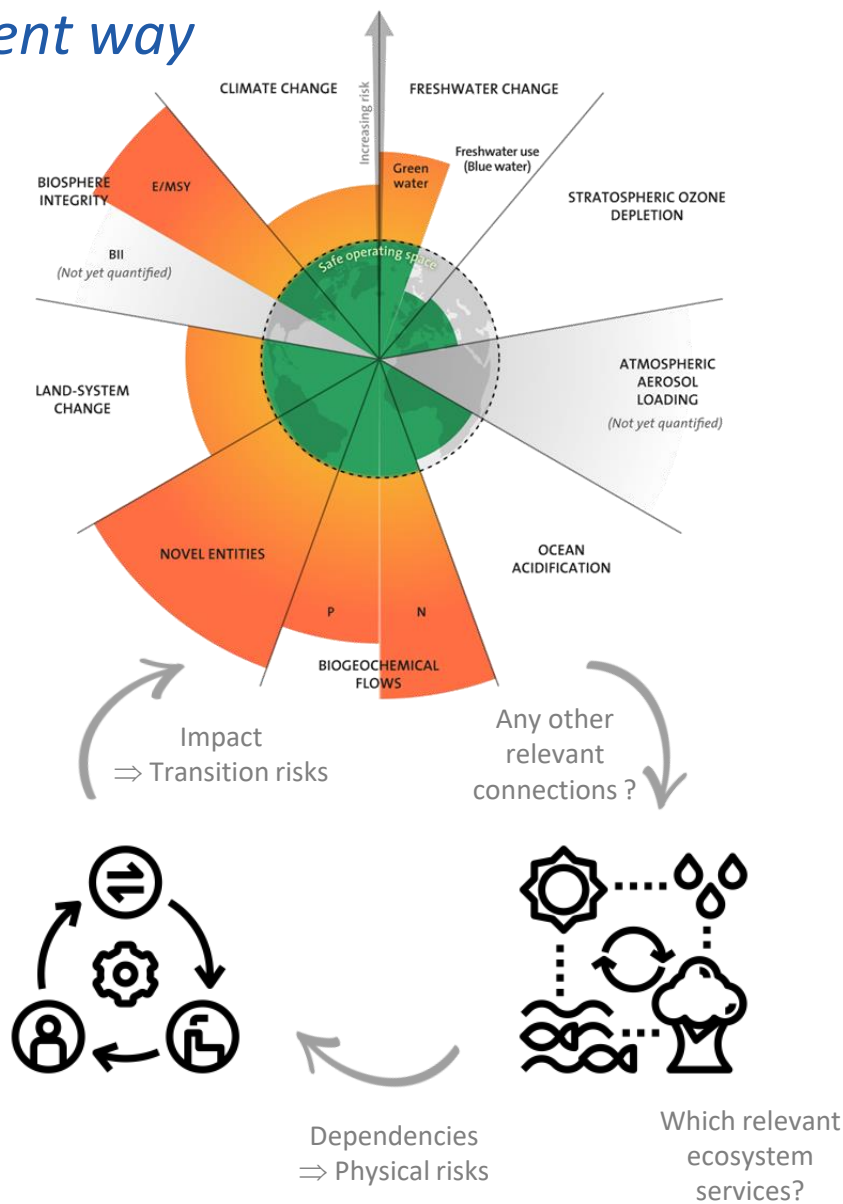 ent way
CLIMATE CHANGE
FRESHWATER CHANGE
Increasing risk
Green
water
Freshwater use
(Blue water)
STRATOSPHERIC OZONE
DEPLETION
BIOSPHERE
INTEGRITY
E/MSY
BII
(Not yet quantified)
Safe operating space
ATMOSPHERIC
AEROSOL
LOADING
(Not yet quantified)
LAND-SYSTEM
CHANGE
NOVEL ENTITIES
OCEAN
ACIDIFICATION
P
N
BIOGEOCHEMICAL
FLOWS
Impact
⇒ Transition risks
Any other
relevant
connections ?
Dependencies
⇒ Physical risks
Which relevant
ecosystem
services?